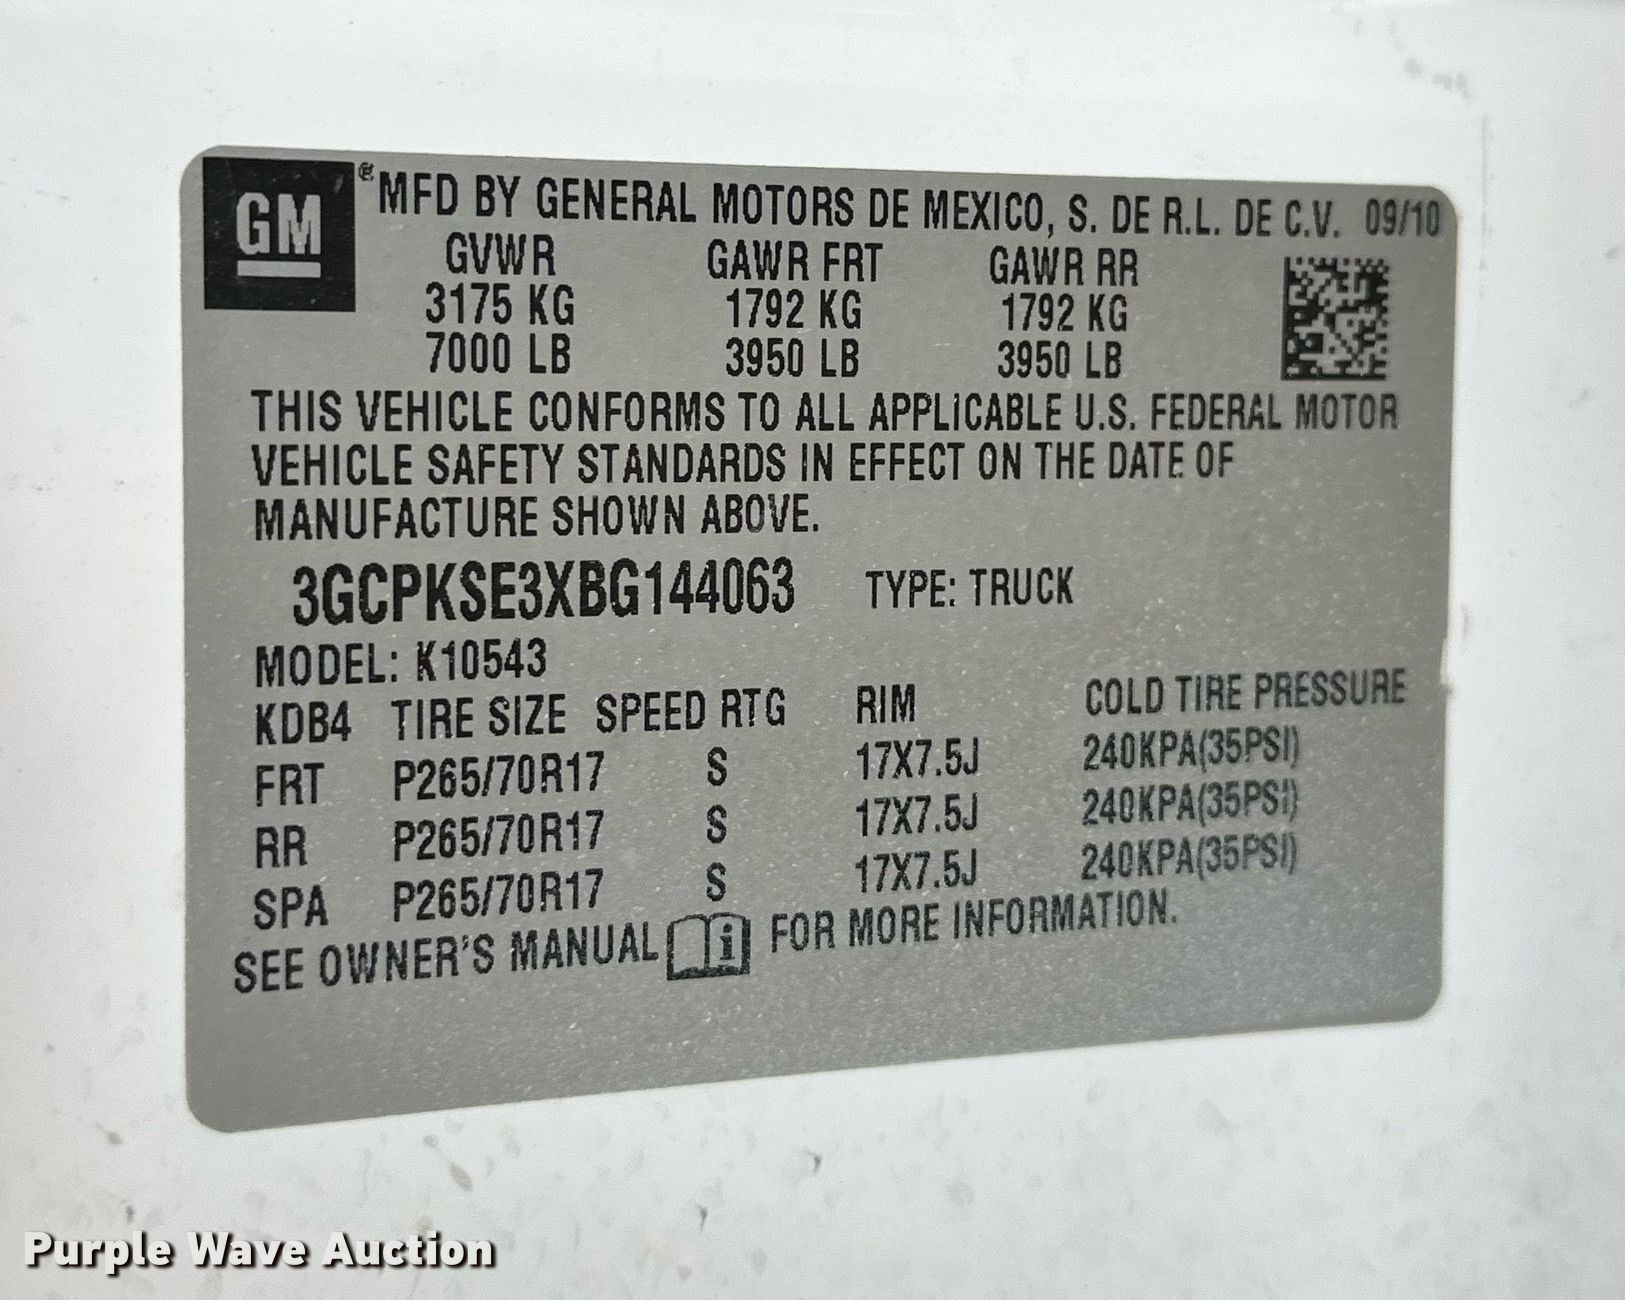 GM® MFD BY GENERAL MOTORS DE MEXICO, S. DE R.L. DE C.V. 09/10
GVWR GAWR FRT GAWR RR
3175 KG 1792 KG 1792 KG
7000 LB 3950 LB 3950 LB
THIS VEHICLE CONFORMS TO ALL APPLICABLE U.S. FEDERAL MOTOR
VEHICLE SAFETY STANDARDS IN EFFECT ON THE DATE OF
MANUFACTURE SHOWN ABOVE.
3GCPKSE3XBG144063 TYPE: TRUCK
MODEL: K10543
KDB4 TIRE SIZE SPEED RTG RIM COLD TIRE PRESSURE
FRT P265/70R17 S 17X7.5J 240KPA(35PSI)
RR P265/70R17 S 17X7.5J 240KPA(35PSI)
SPA P265/70R17 S 17X7.5J 240KPA(35PSI)
SEE OWNER'S MANUAL i FOR MORE INFORMATION.
Purple Wave Auction